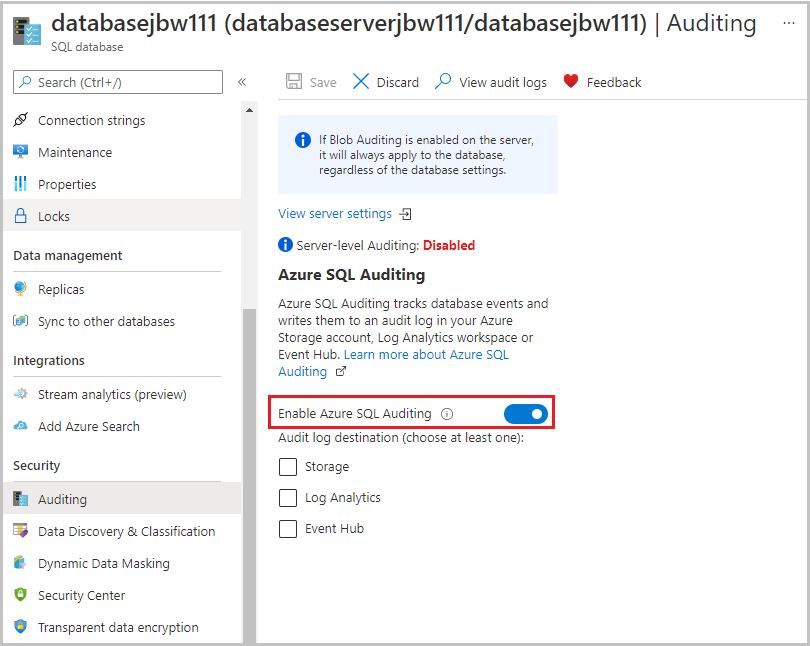 databasejbw111 (databaseserverjbw111/databasejbw111) | Auditing ...
SQL database
Search (Ctrl+/)
«
Connection strings
Maintenance
Properties
Locks
Data management
Replicas
Sync to other databases
Integrations
Stream analytics (preview)
Add Azure Search
Security
Auditing
Data Discovery & Classification
Dynamic Data Masking
Security Center
Transparent data encryption
Save Discard View audit logs Feedback
If Blob Auditing is enabled on the server,
it will always apply to the database,
regardless of the database settings.
View server settings
Server-level Auditing: Disabled
Azure SQL Auditing
Azure SQL Auditing tracks database events and
writes them to an audit log in your Azure
Storage account, Log Analytics workspace or
Event Hub. Learn more about Azure SQL
Auditing
Enable Azure SQL Auditing
Audit log destination (choose at least one):
Storage
Log Analytics
Event Hub